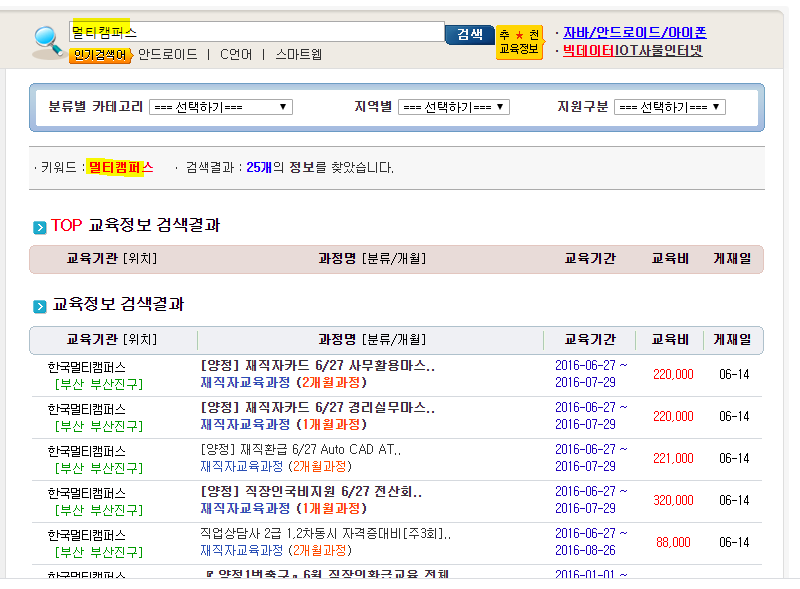 멀티캠퍼스
검색
추 ★ 천
교육정보
· 자바/안드로이드/아이폰
인기검색어 안드로이드 | C언어 | 스마트웹
· 빅데이터IOT사물인터넷
분류별 카테고리 === 선택하기=== ▼ 지역별 === 선택하기=== ▼ 지원구분 === 선택하기=== ▼
· 키워드 : 멀티캠퍼스 · 검색결과 : 25개의 정보를 찾았습니다.
TOP 교육정보 검색결과
교육기관 [위치] 과정명 [분류/개월] 교육기간 교육비 게재일
교육정보 검색결과
교육기관 [위치] 과정명 [분류/개월] 교육기간 교육비 게재일
한국멀티캠퍼스 [양정] 재직자카드 6/27 사무활용마스.. 2016-06-27 ~ 220,000 06-14
[부산 부산진구] 재직자교육과정 (2개월과정) 2016-07-29
한국멀티캠퍼스 [양정] 재직자카드 6/27 경리실무마스.. 2016-06-27 ~ 220,000 06-14
[부산 부산진구] 재직자교육과정 (1개월과정) 2016-07-29
한국멀티캠퍼스 [양정] 재직환급 6/27 Auto CAD AT.. 2016-06-27 ~ 221,000 06-14
[부산 부산진구] 재직자교육과정 (2개월과정) 2016-07-29
한국멀티캠퍼스 [양정] 직장인국비지원 6/27 전산회.. 2016-06-27 ~ 320,000 06-14
[부산 부산진구] 재직자교육과정 (1개월과정) 2016-07-29
한국멀티캠퍼스 직업상담사 2급 1,2차동시 자격증대비[주3회].. 2016-06-27 ~ 88,000 06-14
[부산 부산진구] 재직자교육과정 (2개월과정) 2016-08-26
한국멀티캠퍼스 『 양정1번출구』 6월 직장인환급교육 전체 2016-01-01 ~